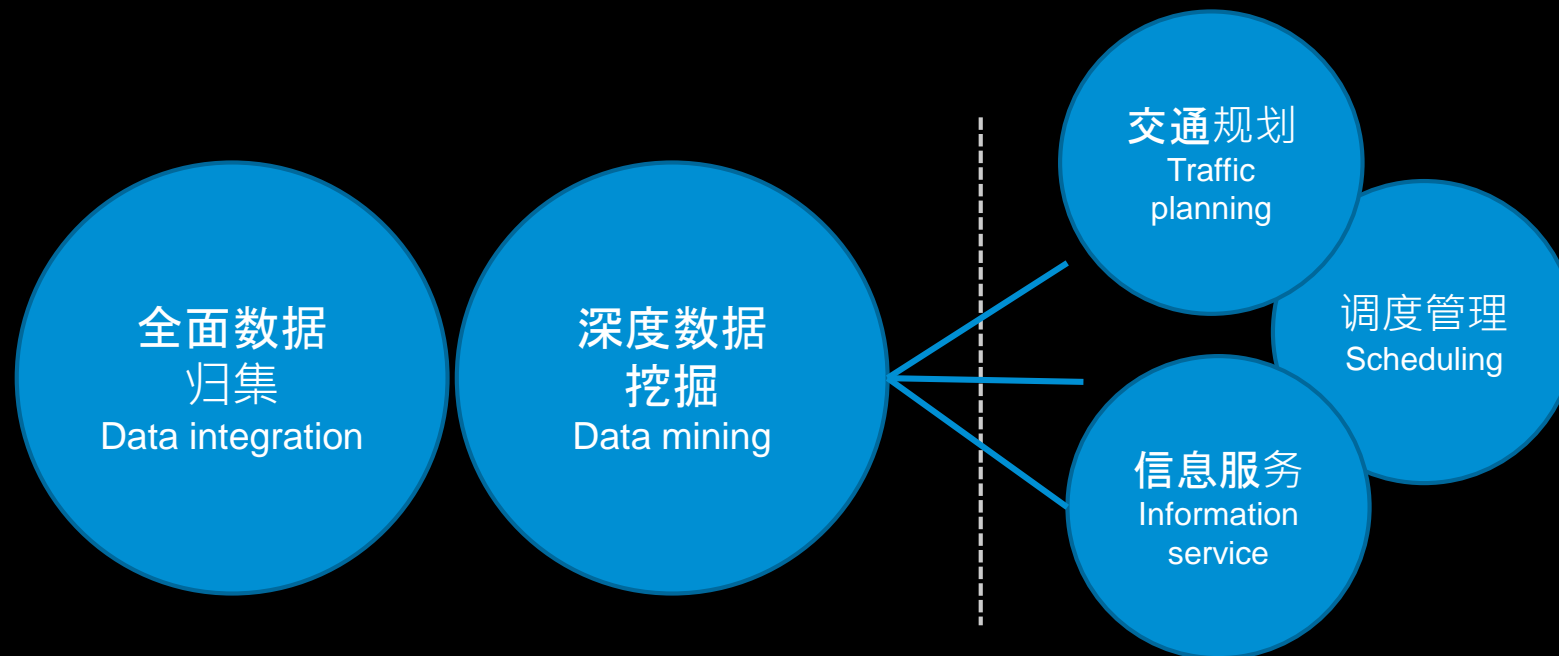 全面数据
归集
Data integration
深度数据
挖掘
Data mining
交通规划
Traffic
planning
调度管理
Scheduling
信息服务
Information
service